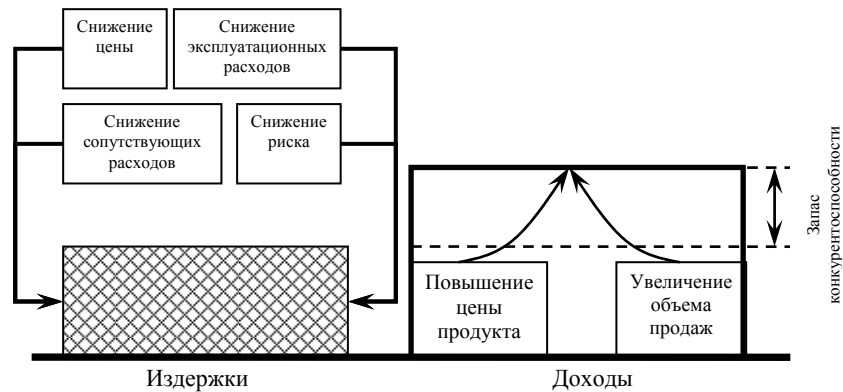 Снижение
цены
Снижение
эксплуатационных
расходов
Снижение
сопутствующих
расходов
Снижение
риска
Повышение
цены
продукта
Увеличение
объема
продаж
Запас
конкурентоспособности
Издержки
Доходы